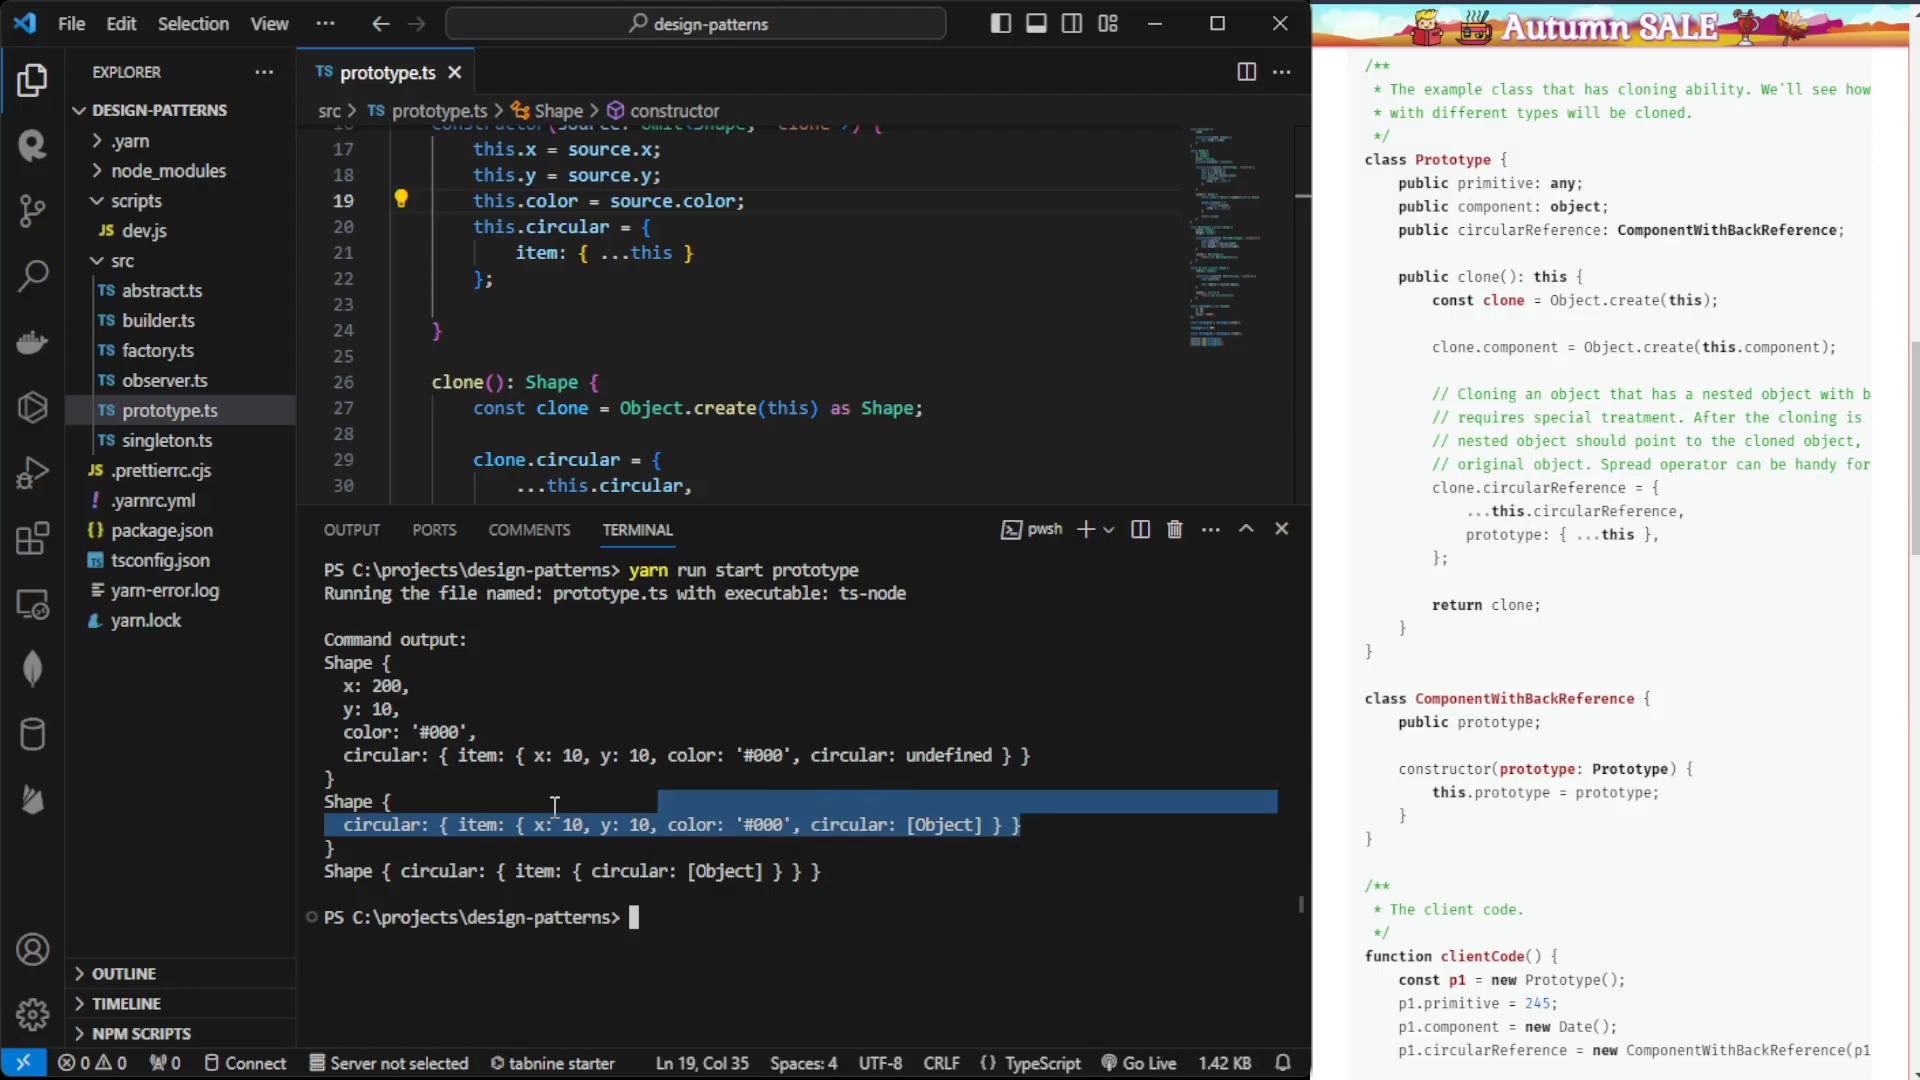 File Edit Selection View ··· design-patterns
EXPLORER
DESIGN-PATTERNS
.yarn
node_modules
scripts
JS dev.js
src
TS abstract.ts
TS builder.ts
TS factory.ts
TS observer.ts
TS prototype.ts
TS singleton.ts
JS .prettierrc.cjs
! .yarnrc.yml
{} package.json
TS tsconfig.json
yarn-error.log
yarn.lock
OUTLINE
TIMELINE
NPM SCRIPTS
TS prototype.ts
src > TS prototype.ts > Shape > constructor
16 constructor(source: Omit<Shape, "clone">) {
17 this.x = source.x;
18 this.y = source.y;
19 this.color = source.color;
20 this.circular = {
21 item: { ...this }
22 };
23
24 }
25
26 clone(): Shape {
27 const clone = Object.create(this) as Shape;
28
29 clone.circular = {
30 ...this.circular,
OUTPUT PORTS COMMENTS TERMINAL pwsh
PS C:\projects\design-patterns> yarn run start prototype
Running the file named: prototype.ts with executable: ts-node
Command output:
Shape {
x: 200,
y: 10,
color: '#000',
circular: { item: { x: 10, y: 10, color: '#000', circular: undefined } }
}
Shape {
circular: { item: { x: 10, y: 10, color: '#000', circular: [Object] } }
}
Shape { circular: { item: { circular: [Object] } } }
PS C:\projects\design-patterns>
0 0 0 Connect Server not selected tabnine starter Ln 19, Col 35 Spaces: 4 UTF-8 CRLF {} TypeScript Go Live 1.42 KB
Autumn SALE
/**
* The example class that has cloning ability. We'll see how
* with different types will be cloned.
*/
class Prototype {
public primitive: any;
public component: object;
public circularReference: ComponentWithBackReference;
public clone(): this {
const clone = Object.create(this);
clone.component = Object.create(this.component);
// Cloning an object that has a nested object with b
// requires special treatment. After the cloning is
// nested object should point to the cloned object,
// original object. Spread operator can be handy for
clone.circularReference = {
...this.circularReference,
prototype: { ...this },
};
return clone;
}
}
class ComponentWithBackReference {
public prototype;
constructor(prototype: Prototype) {
this.prototype = prototype;
}
}
/**
* The client code.
*/
function clientCode() {
const p1 = new Prototype();
p1.primitive = 245;
p1.component = new Date();
p1.circularReference = new ComponentWithBackReference(p1